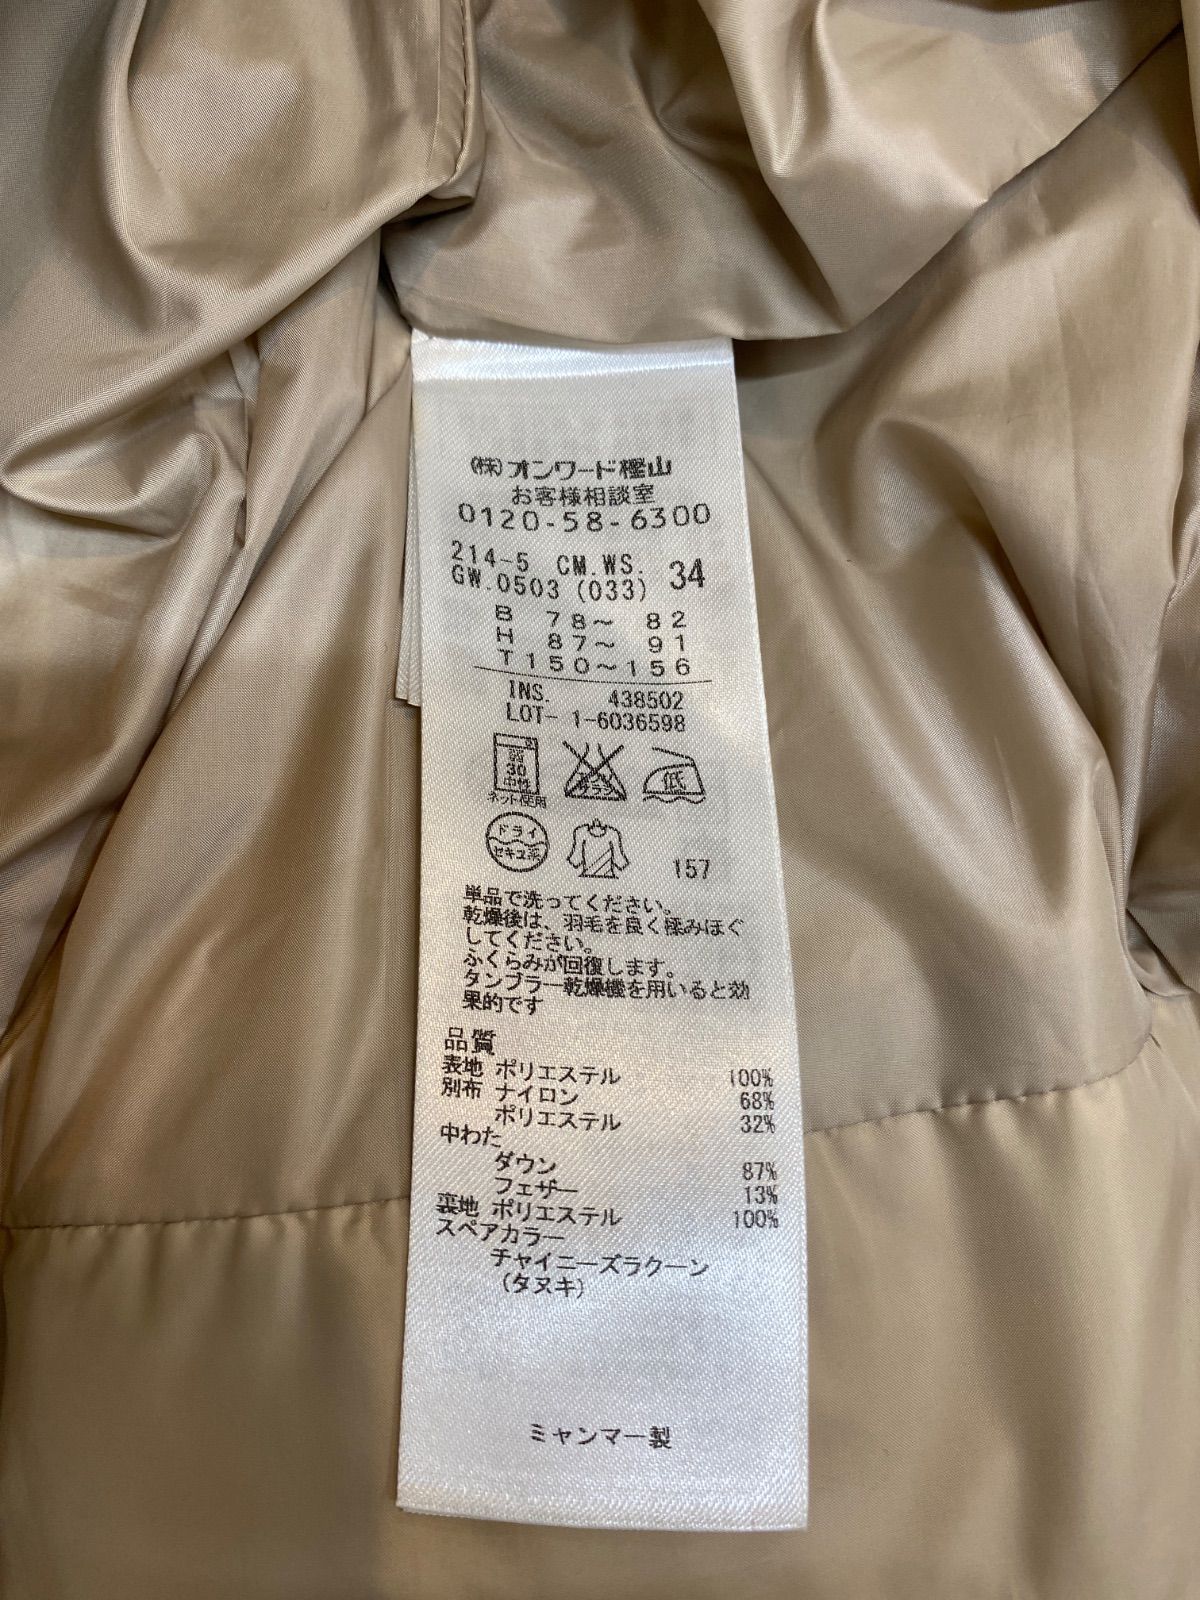 (株)オンワード樫山
お客様相談室
0120-58-6300
214-5 CM.WS. 34
GW.0503 (033)
B 78～ 82
H 87～ 91
T150～156
INS. 438502
LOT- 1-6036598
弱
30
中性
ネット使用
エンソ
サラシ
低
ドライ
セキユ系
157
単品で洗ってください。
乾燥後は、羽毛を良く揉みほぐ
してください。
ふくらみが回復します。
タンブラー乾燥機を用いると効
果的です
品質
表地 ポリエステル 100%
別布 ナイロン 68%
ポリエステル 32%
中わた
ダウン 87%
フェザー 13%
裏地 ポリエステル 100%
スペアカラー
チャイニーズラクーン
(タヌキ)
ミャンマー製